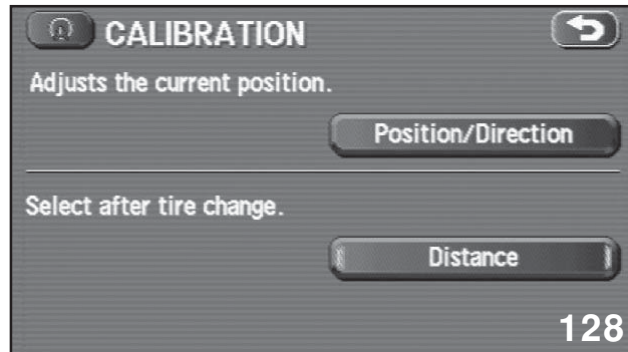 CALIBRATION
Adjusts the current position.
Position/Direction
Select after tire change.
Distance
128